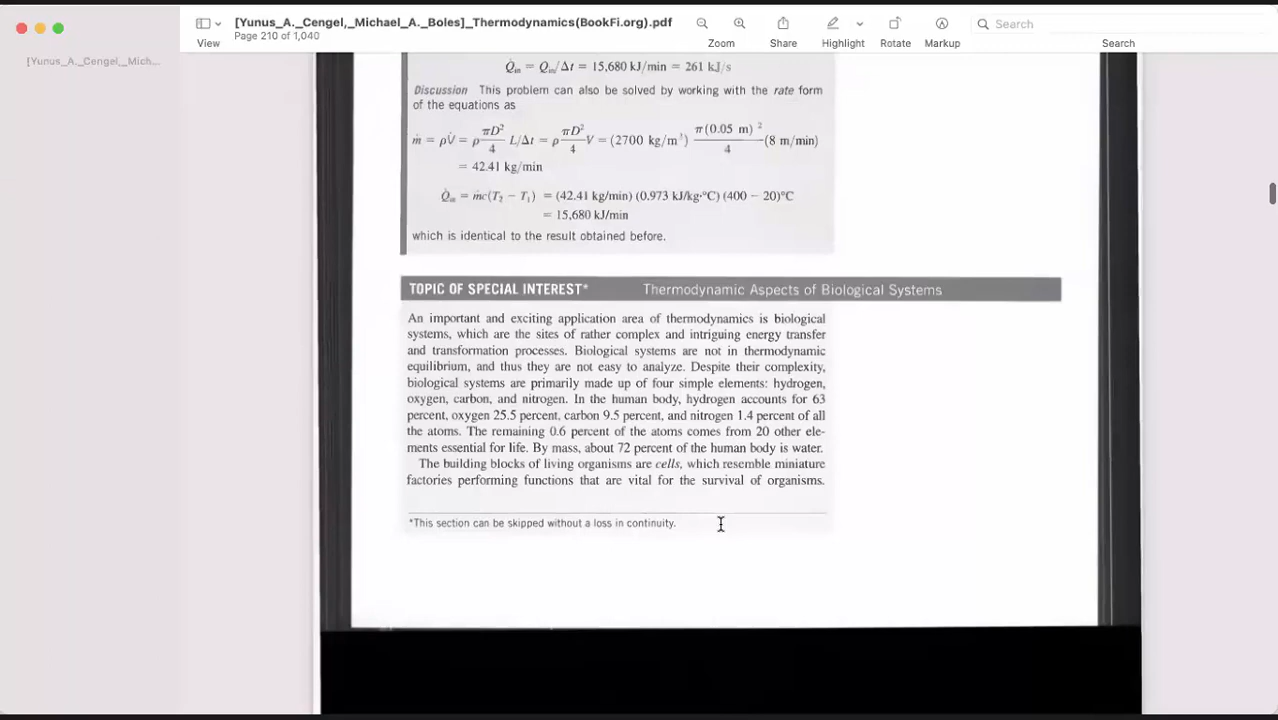 [Yunus_A._Cengel,_Michael_A._Boles]_Thermodynamics(BookFi.org).pdf
Page 210 of 1,040
View
Zoom
Share
Highlight
Rotate
Markup
Search
Search
[Yunus_A._Cengel,_Mich...
Q̇in = Qin/Δt = 15,680 kJ/min = 261 kJ/s
Discussion This problem can also be solved by working with the rate form
of the equations as
ṁ = ρV̇ = ρ πD²/4 L/Δt = ρ πD²/4 V = (2700 kg/m³) π(0.05 m)²/4 (8 m/min)
= 42.41 kg/min
Q̇in = ṁc(T₂ − T₁) = (42.41 kg/min) (0.973 kJ/kg·°C) (400 − 20)°C
= 15,680 kJ/min
which is identical to the result obtained before.
TOPIC OF SPECIAL INTEREST* Thermodynamic Aspects of Biological Systems
An important and exciting application area of thermodynamics is biological
systems, which are the sites of rather complex and intriguing energy transfer
and transformation processes. Biological systems are not in thermodynamic
equilibrium, and thus they are not easy to analyze. Despite their complexity,
biological systems are primarily made up of four simple elements: hydrogen,
oxygen, carbon, and nitrogen. In the human body, hydrogen accounts for 63
percent, oxygen 25.5 percent, carbon 9.5 percent, and nitrogen 1.4 percent of all
the atoms. The remaining 0.6 percent of the atoms comes from 20 other ele-
ments essential for life. By mass, about 72 percent of the human body is water.
The building blocks of living organisms are cells, which resemble miniature
factories performing functions that are vital for the survival of organisms.
*This section can be skipped without a loss in continuity.